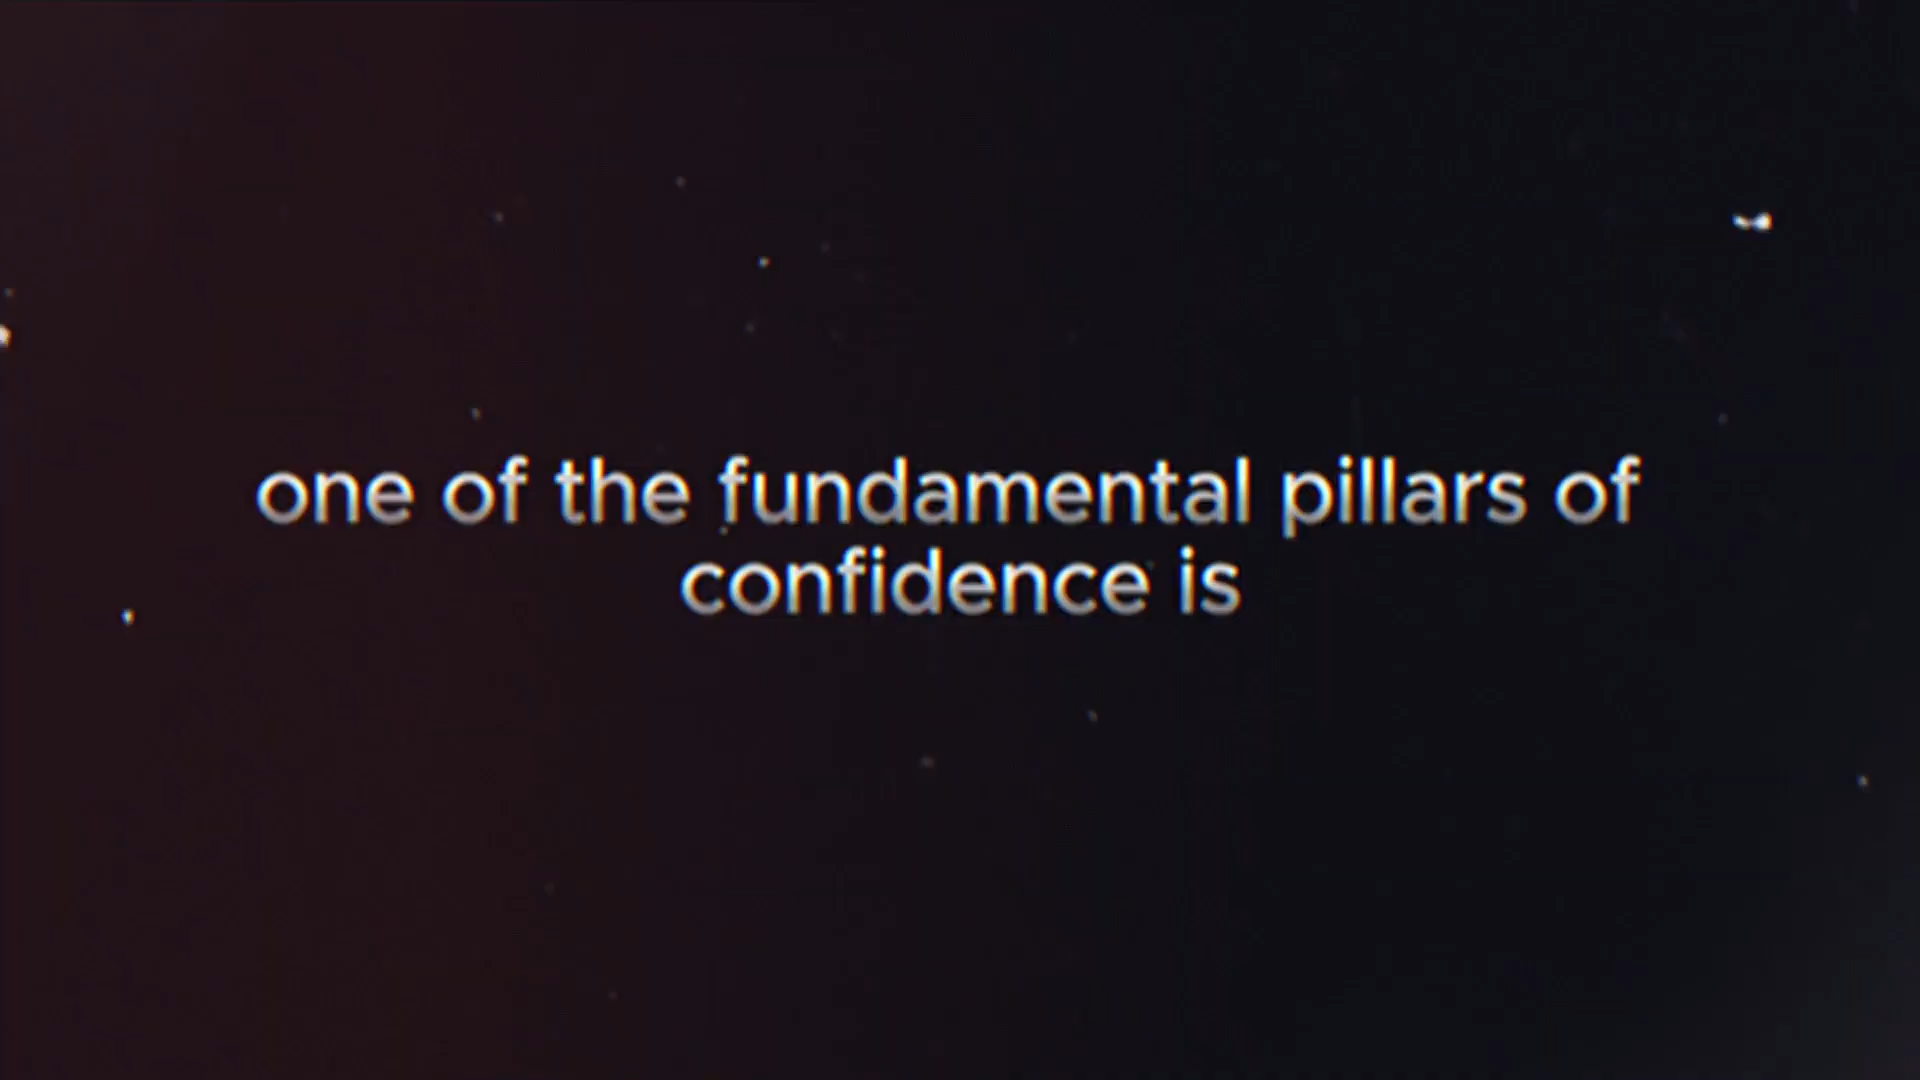 one of the fundamental pillars of
confidence is